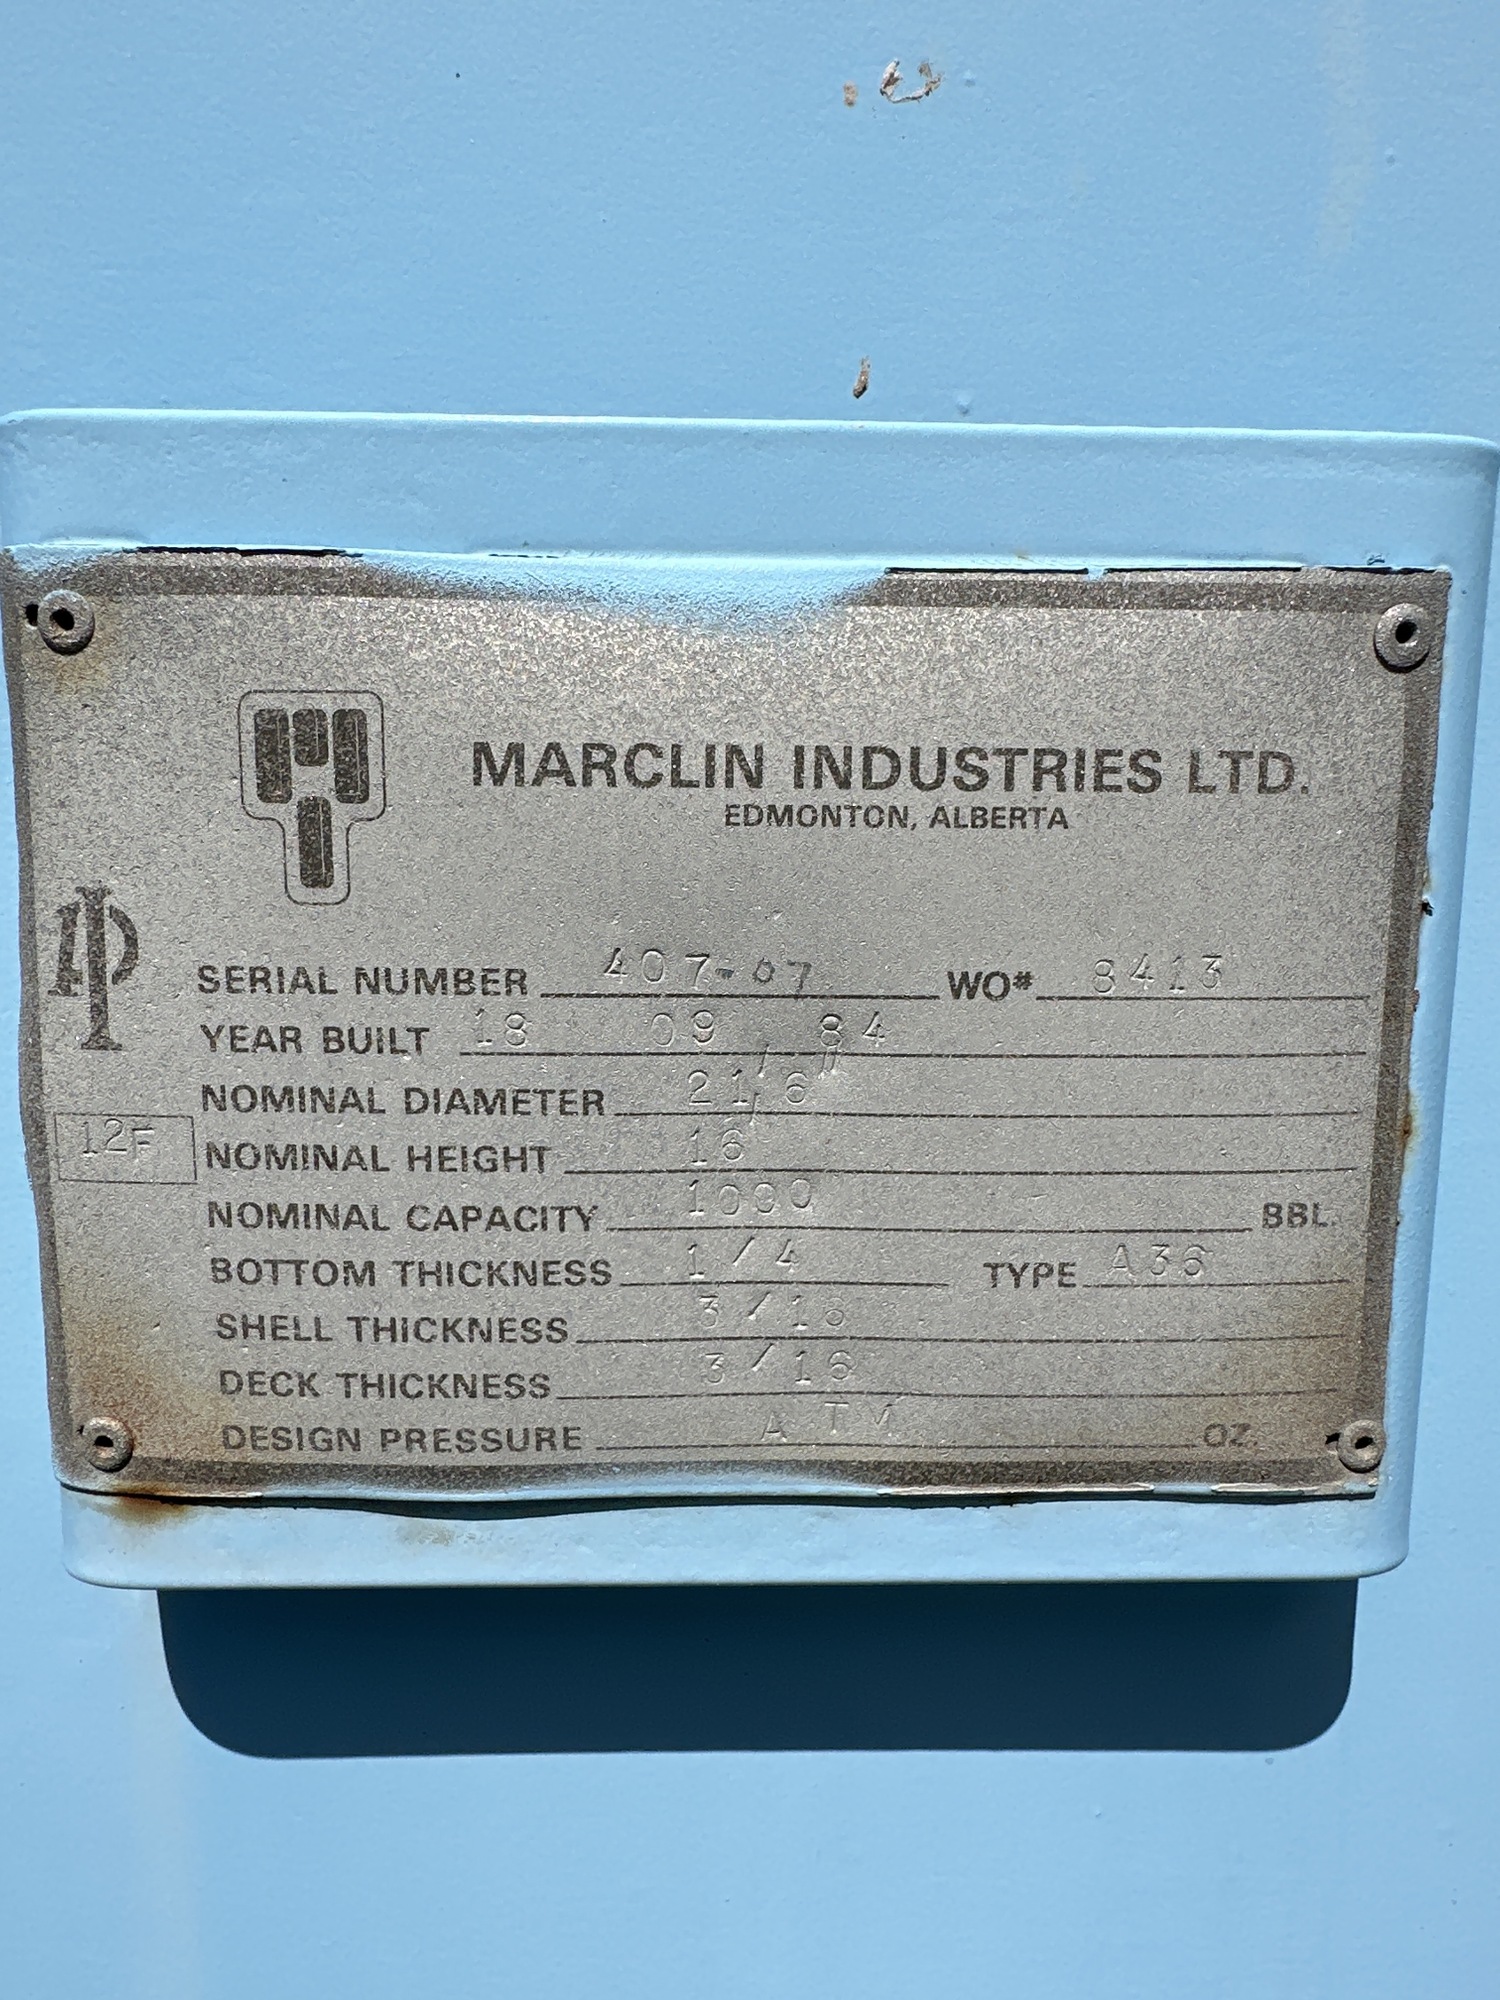 MARCLIN INDUSTRIES LTD.
EDMONTON, ALBERTA
API
SERIAL NUMBER 407-07 WO# 8413
YEAR BUILT 18 09 84
NOMINAL DIAMETER 21' 6"
12F
NOMINAL HEIGHT 16'
NOMINAL CAPACITY 1000 BBL.
BOTTOM THICKNESS 1/4 TYPE A36
SHELL THICKNESS 3/16
DECK THICKNESS 3/16
DESIGN PRESSURE ATM OZ.